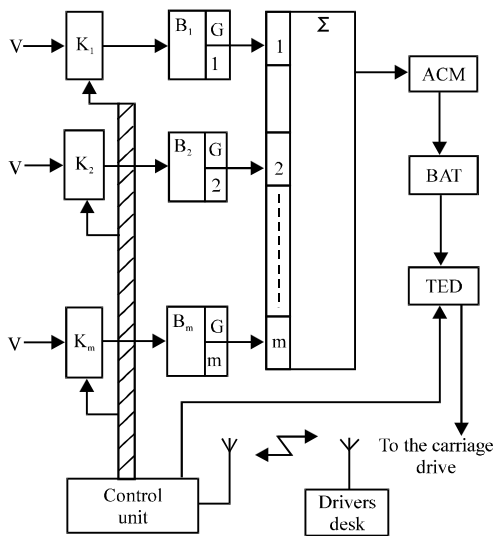 V K₁ B₁ G 1 1 Σ
ACM
V K₂ B₂ G 2 2
BAT
TED
V Kₘ Bₘ G m m
To the carriage
drive
Control
unit
Drivers
desk